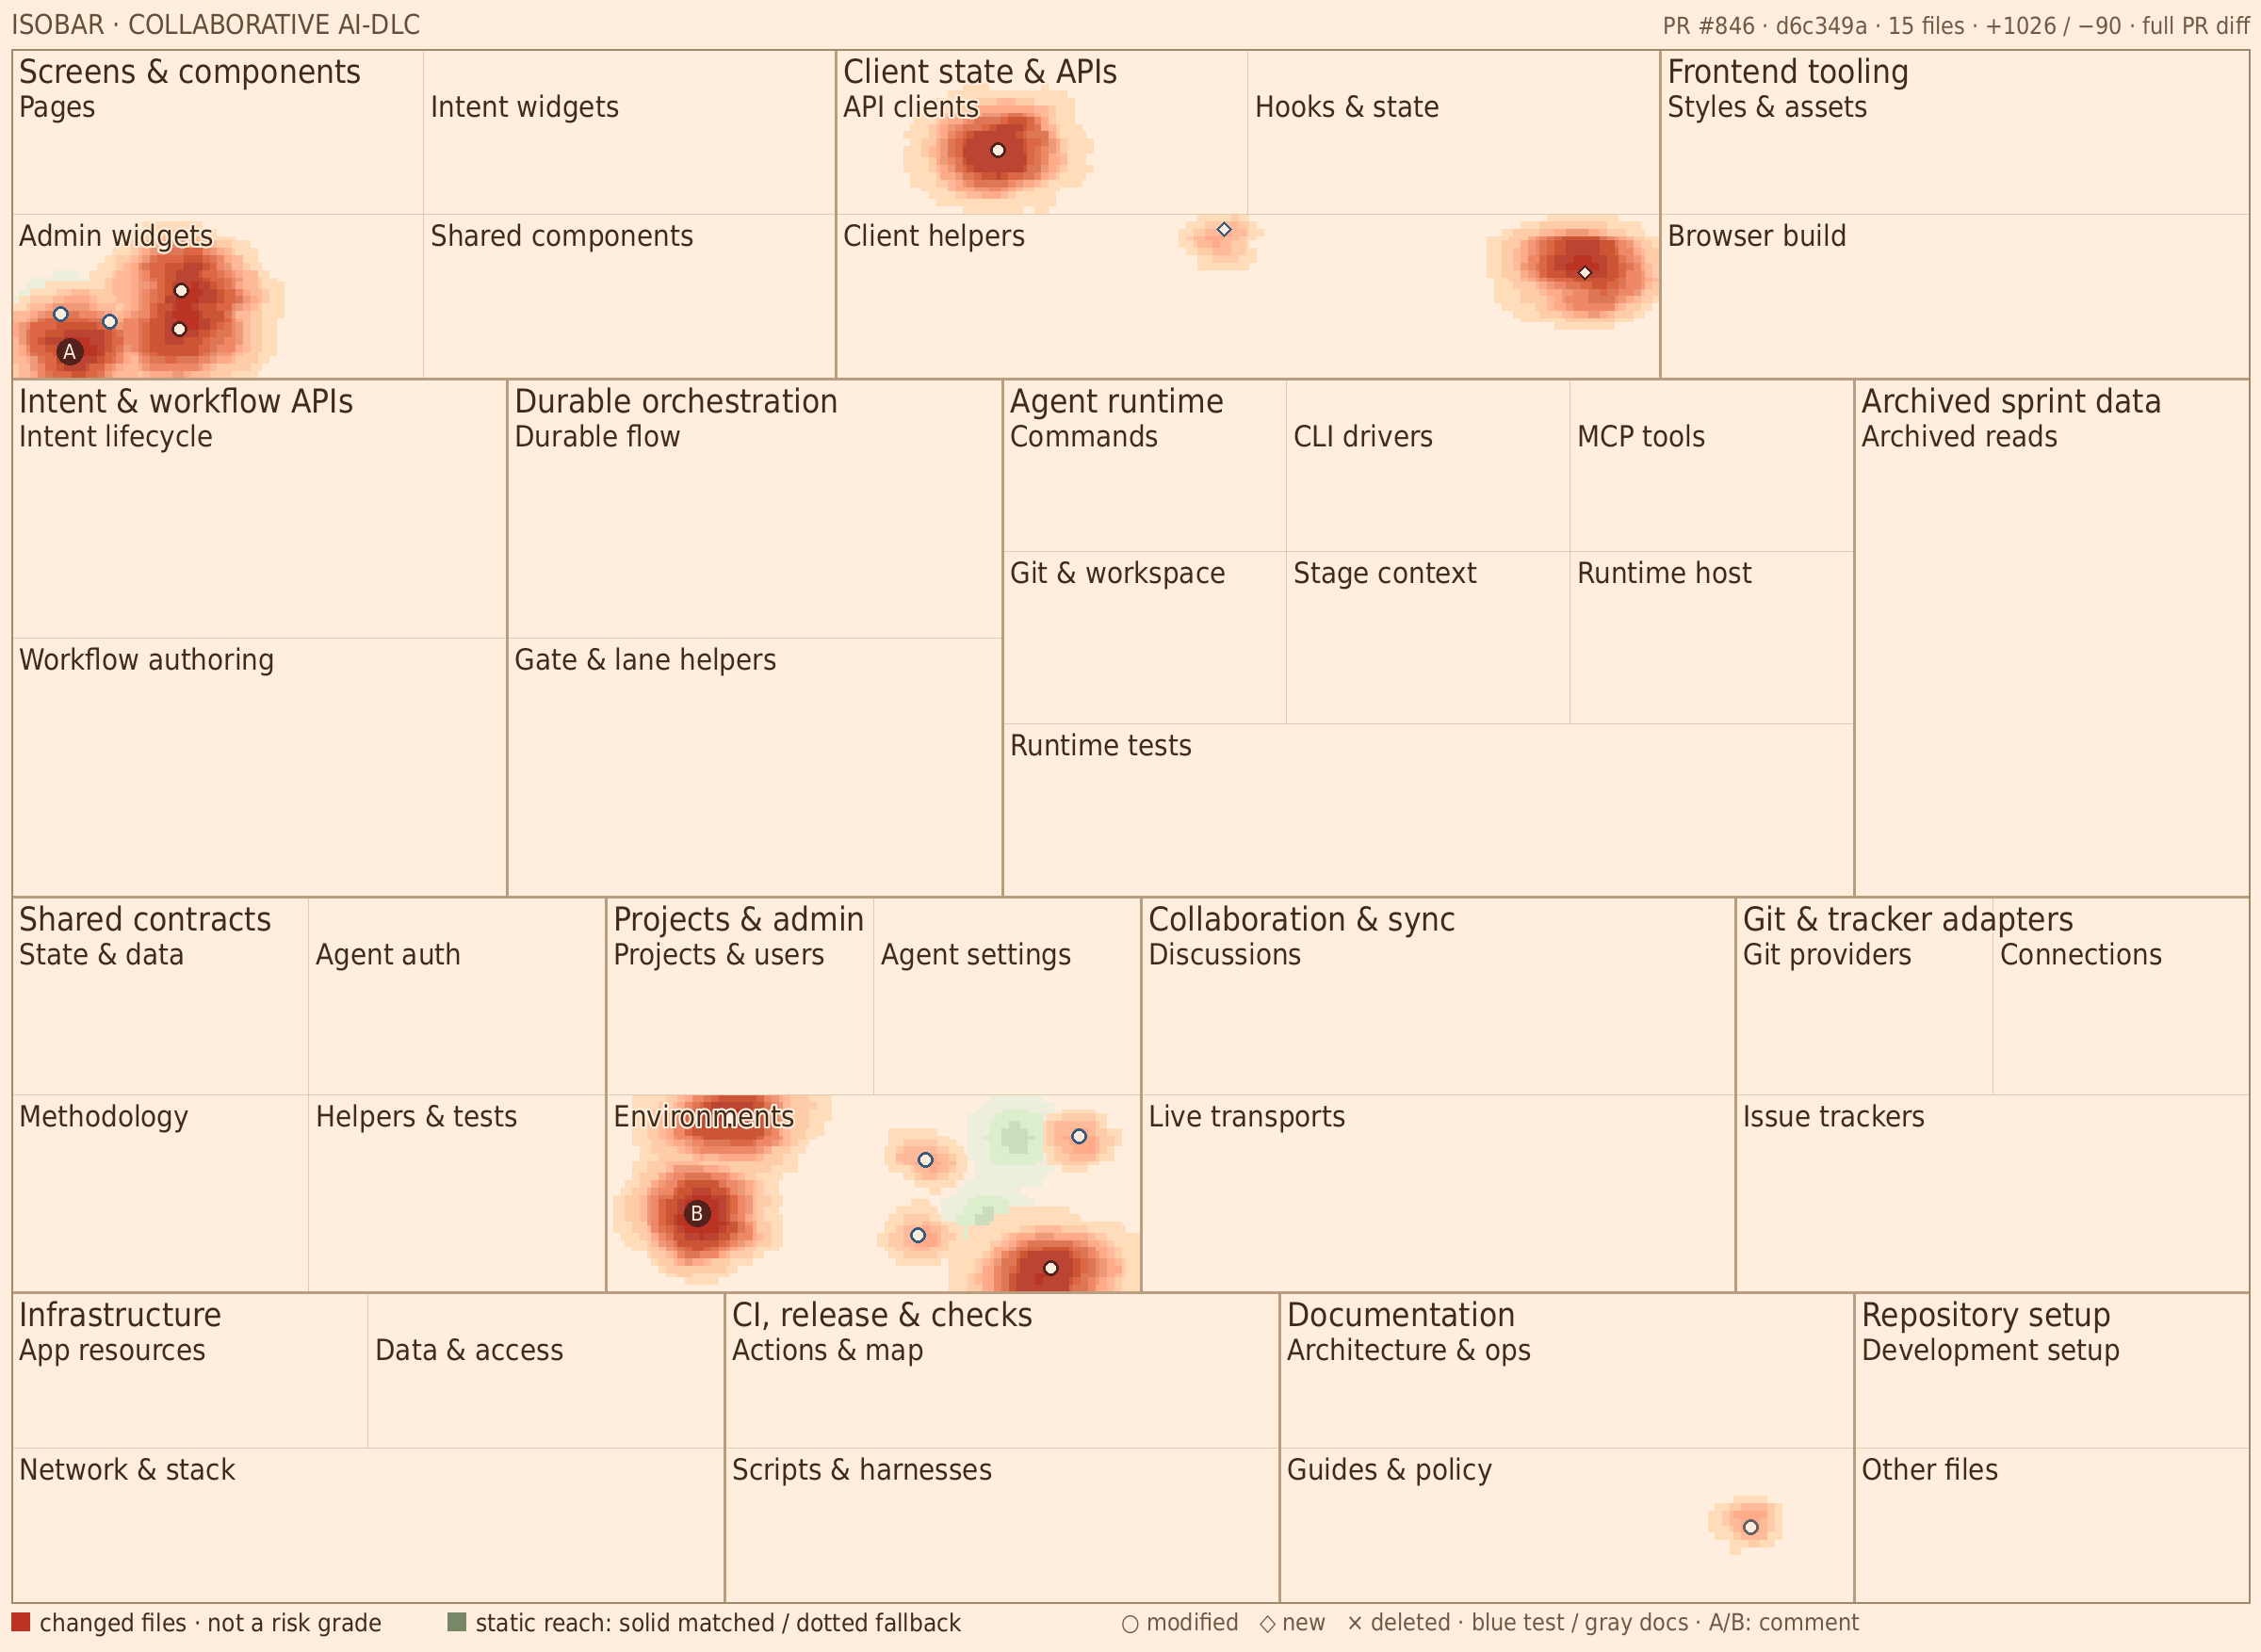 ISOBAR · COLLABORATIVE AI-DLC
PR #846 · d6c349a · 15 files · +1026 / −90 · full PR diff
Screens & components
Pages
Intent widgets
Admin widgets
Shared components
A
Client state & APIs
API clients
Hooks & state
Client helpers
Frontend tooling
Styles & assets
Browser build
Intent & workflow APIs
Intent lifecycle
Workflow authoring
Durable orchestration
Durable flow
Gate & lane helpers
Agent runtime
Commands
CLI drivers
MCP tools
Git & workspace
Stage context
Runtime host
Runtime tests
Archived sprint data
Archived reads
Shared contracts
State & data
Agent auth
Methodology
Helpers & tests
Projects & admin
Projects & users
Agent settings
Environments
B
Collaboration & sync
Discussions
Live transports
Git & tracker adapters
Git providers
Connections
Issue trackers
Infrastructure
App resources
Data & access
Network & stack
CI, release & checks
Actions & map
Scripts & harnesses
Documentation
Architecture & ops
Guides & policy
Repository setup
Development setup
Other files
changed files · not a risk grade
static reach: solid matched / dotted fallback
○ modified ◇ new × deleted · blue test / gray docs · A/B: comment